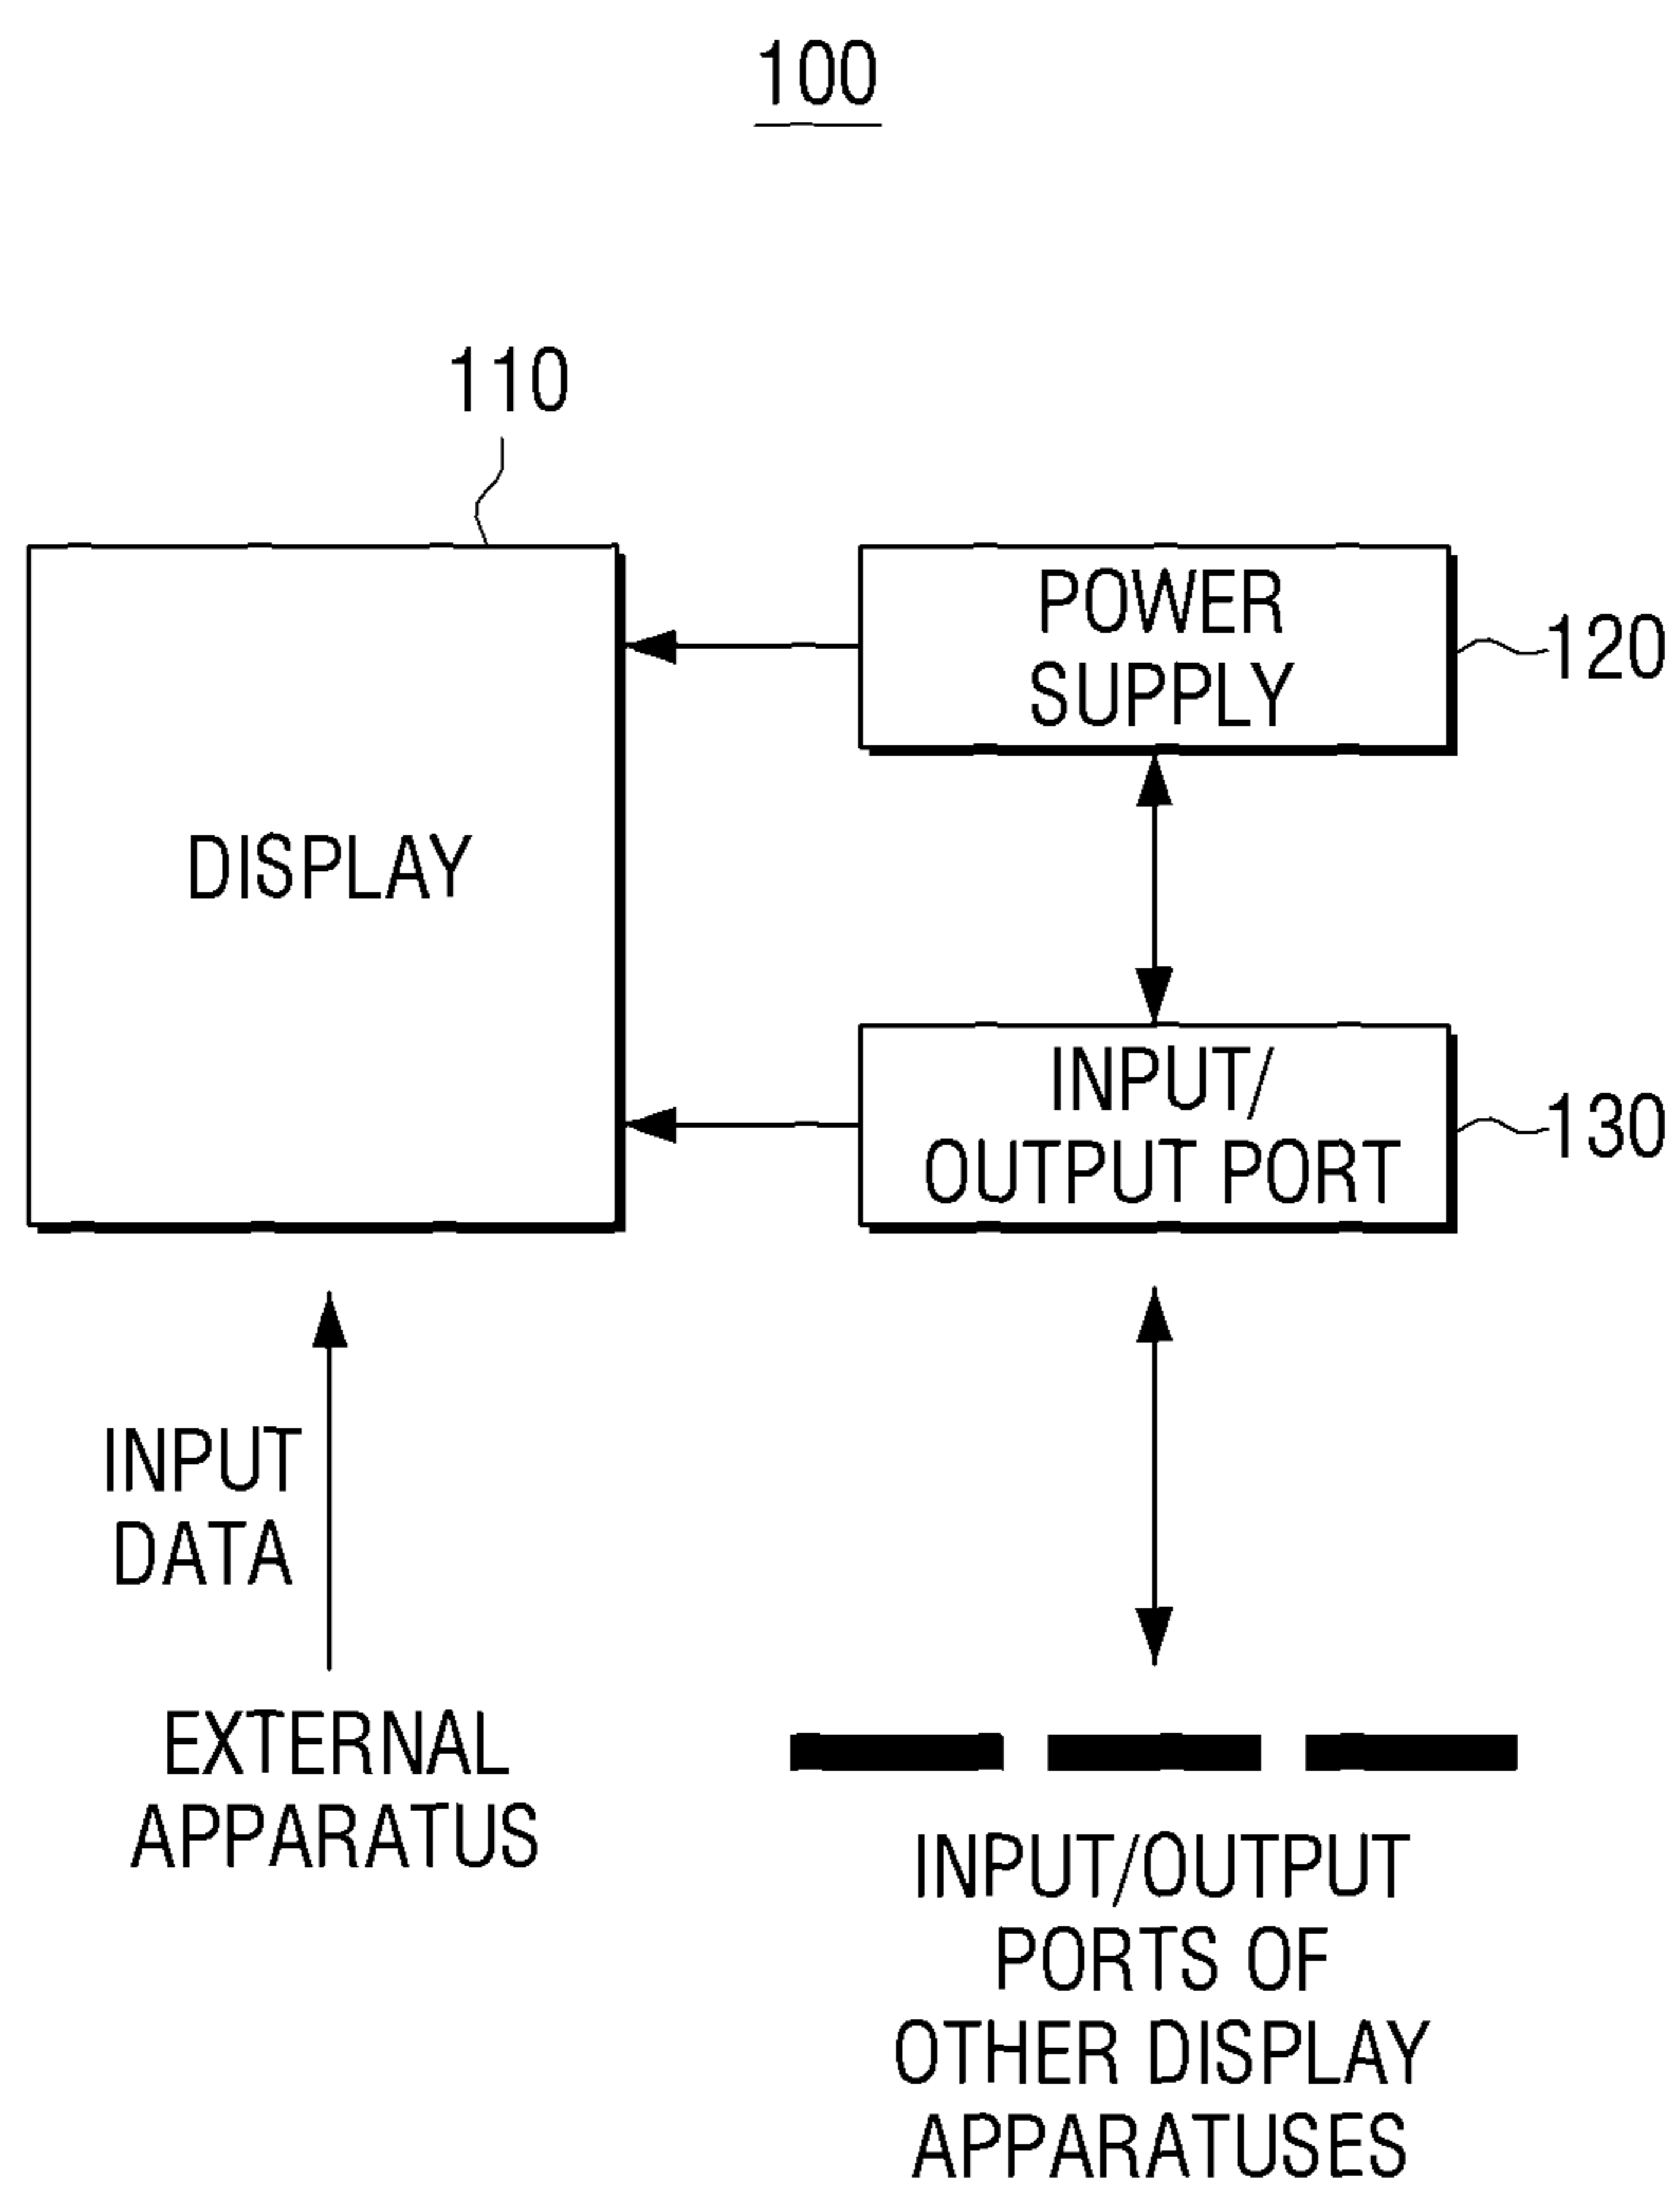 100
110
POWER
SUPPLY
120
DISPLAY
INPUT/
OUTPUT PORT
130
INPUT
DATA
EXTERNAL
APPARATUS
INPUT/OUTPUT
PORTS OF
OTHER DISPLAY
APPARATUSES